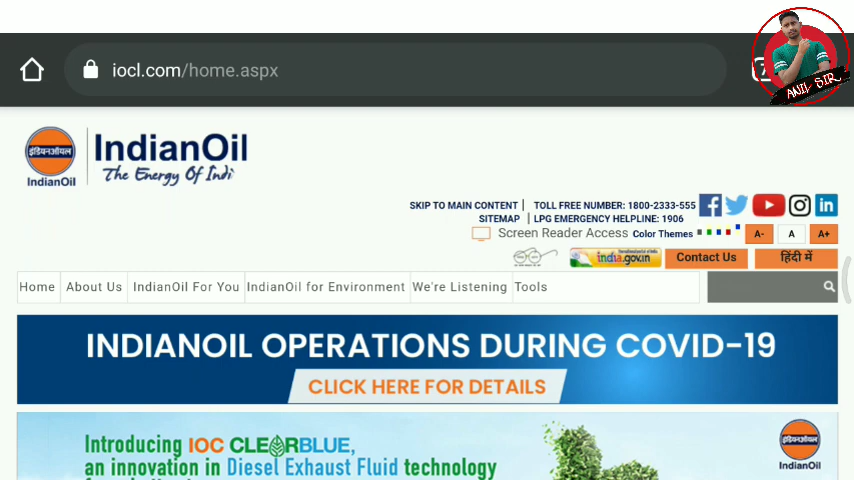 iocl.com/home.aspx
7
ANIL SIR
इंडियनऑयल
IndianOil
IndianOil
The Energy Of Indi
SKIP TO MAIN CONTENT | TOLL FREE NUMBER: 1800-2333-555
SITEMAP | LPG EMERGENCY HELPLINE: 1906
Screen Reader Access Color Themes A- A A+
india.gov.in Contact Us हिंदी में
Home About Us IndianOil For You IndianOil for Environment We're Listening Tools
INDIANOIL OPERATIONS DURING COVID-19
CLICK HERE FOR DETAILS
Introducing IOC CLEARBLUE,
an innovation in Diesel Exhaust Fluid technology
इंडियनऑयल
IndianOil